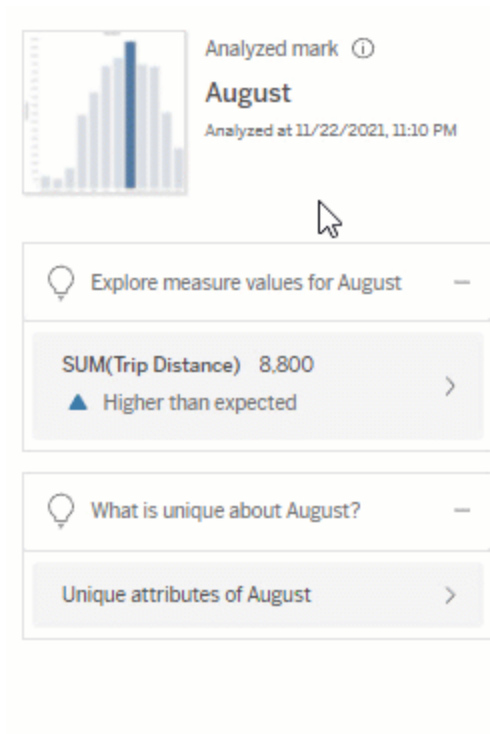 Analyzed mark
August
Analyzed at 11/22/2021, 11:10 PM
Explore measure values for August
SUM(Trip Distance) 8,800
Higher than expected
What is unique about August?
Unique attributes of August